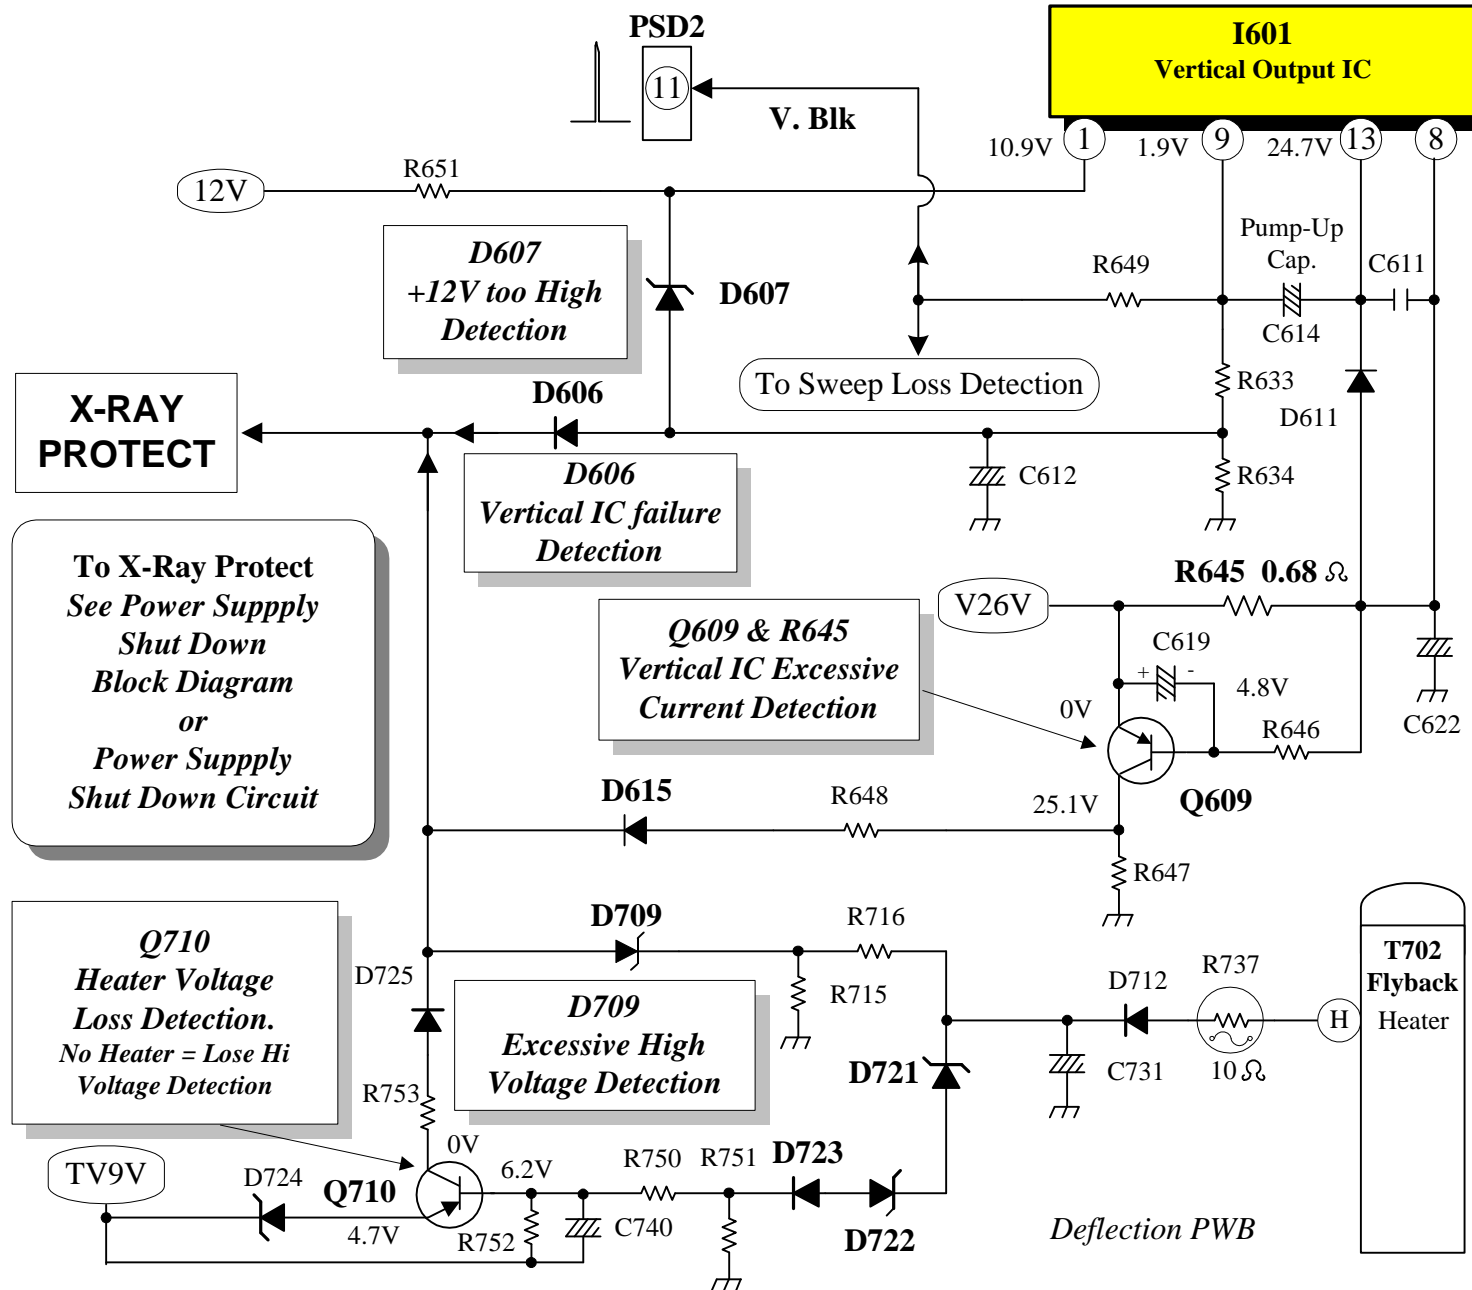 PSD2
11
V. Blk
I601
Vertical Output IC
10.9V
1
1.9V
9
24.7V
13
8
12V
R651
D607
+12V too High
Detection
D607
Pump-Up
Cap.
R649
C611
C614
To Sweep Loss Detection
R633
D611
X-RAY
PROTECT
D606
D606
Vertical IC failure
Detection
C612
R634
To X-Ray Protect
See Power Suppply
Shut Down
Block Diagram
or
Power Suppply
Shut Down Circuit
R645 0.68 Ω
V26V
Q609 & R645
Vertical IC Excessive
Current Detection
C619
+
-
4.8V
0V
R646
C622
Q609
D615
R648
25.1V
R647
Q710
Heater Voltage
Loss Detection.
No Heater = Lose Hi
Voltage Detection
D709
R716
D725
R715
D709
Excessive High
Voltage Detection
D712
R737
H
T702
Flyback
Heater
10 Ω
C731
D721
R753
0V
TV9V
D724
Q710
4.7V
6.2V
R750
R751
D723
R752
C740
D722
Deflection PWB